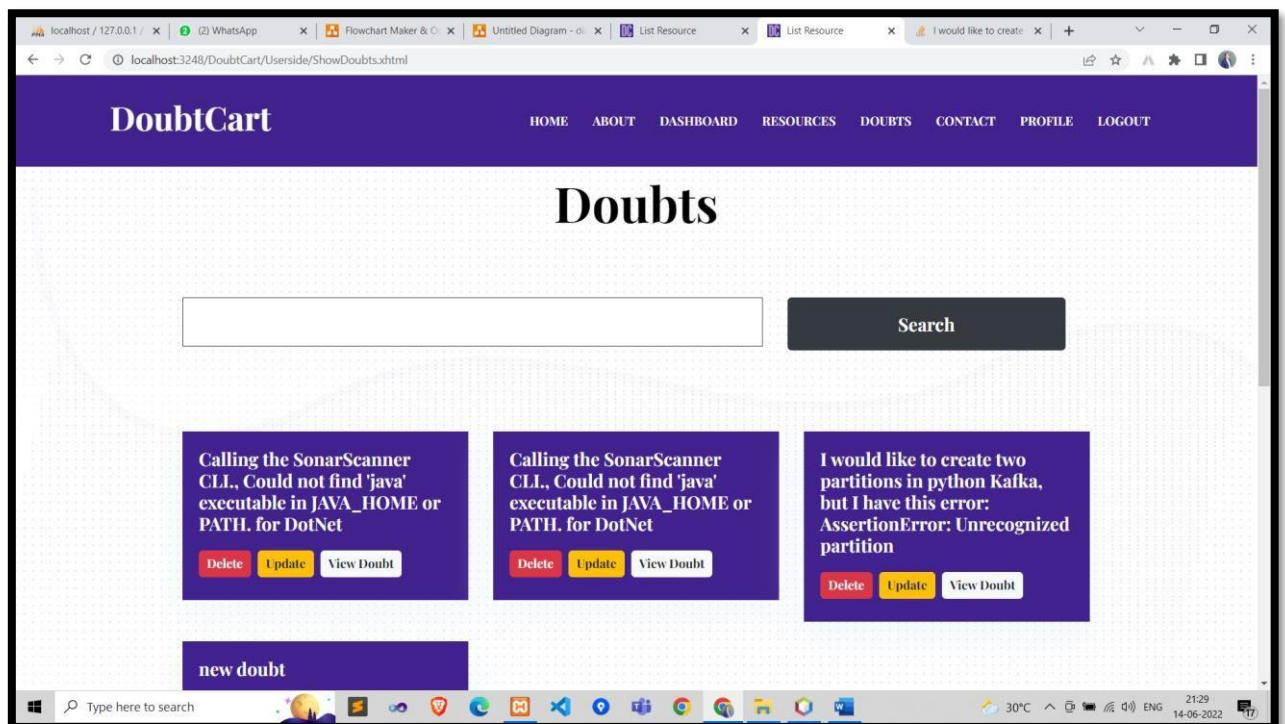 localhost / 127.0.0.1 /
(2) WhatsApp
Flowchart Maker & O
Untitled Diagram - d
List Resource
List Resource
I would like to create
localhost:3248/DoubtCart/Userside/ShowDoubts.xhtml
DoubtCart
HOME ABOUT DASHBOARD RESOURCES DOUBTS CONTACT PROFILE LOGOUT
Doubts
Search
Calling the SonarScanner
CLI., Could not find 'java'
executable in JAVA_HOME or
PATH. for DotNet
Delete Update View Doubt
Calling the SonarScanner
CLI., Could not find 'java'
executable in JAVA_HOME or
PATH. for DotNet
Delete Update View Doubt
I would like to create two
partitions in python Kafka,
but I have this error:
AssertionError: Unrecognized
partition
Delete Update View Doubt
new doubt
Type here to search
30°C
ENG
21:29
14-06-2022
17